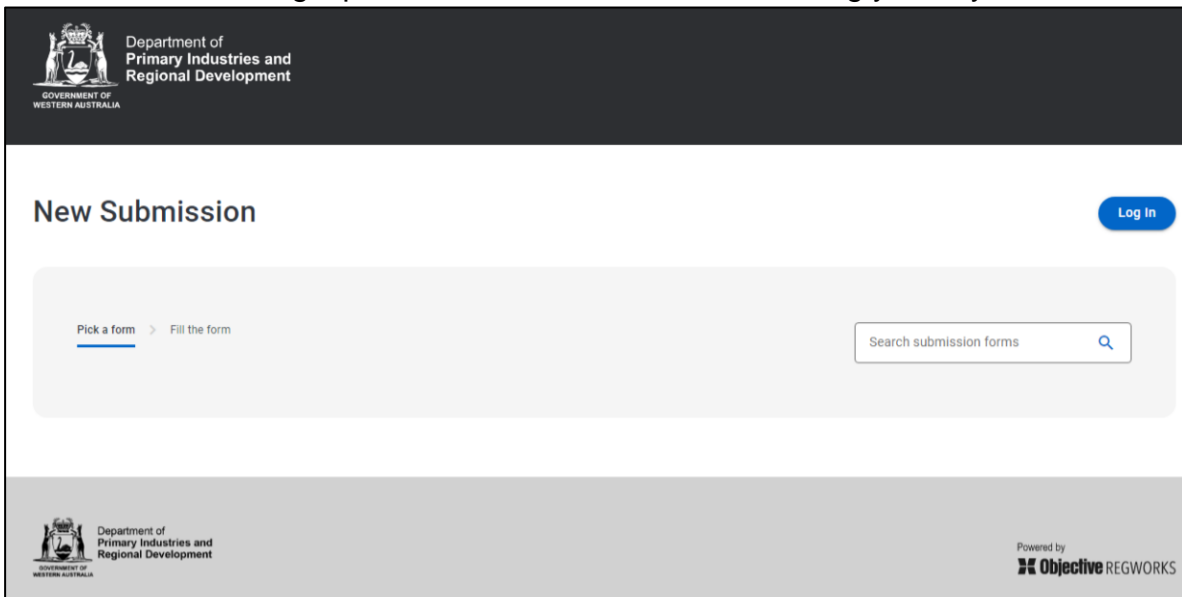 Department of
Primary Industries and
Regional Development
GOVERNMENT OF
WESTERN AUSTRALIA
New Submission
Log In
Pick a form > Fill the form
Search submission forms
Department of
Primary Industries and
Regional Development
GOVERNMENT OF
WESTERN AUSTRALIA
Powered by
Objective REGWORKS